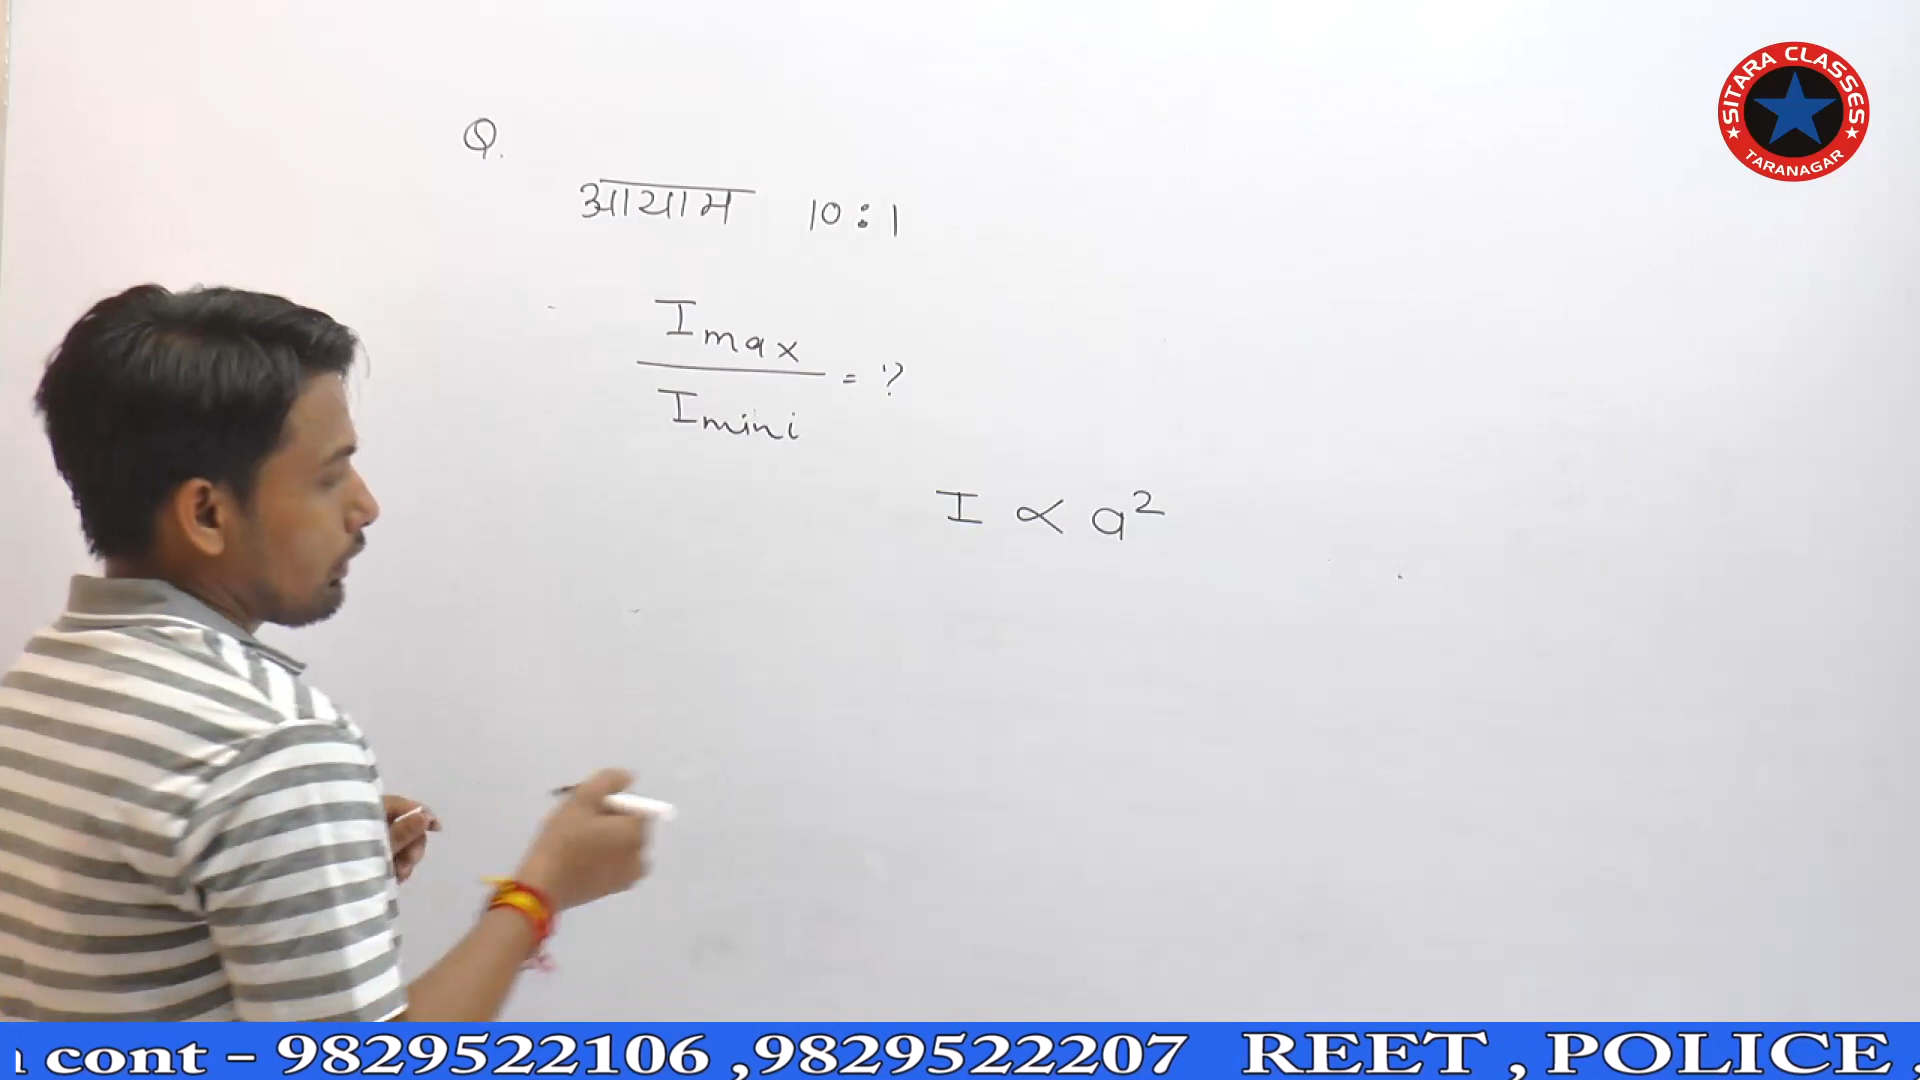 Q.
आयाम 10:1
Imax
Imini
= ?
I ∝ a²
SITARA CLASSES
TARANAGAR
cont - 9829522106 ,9829522207 REET , POLICE ,